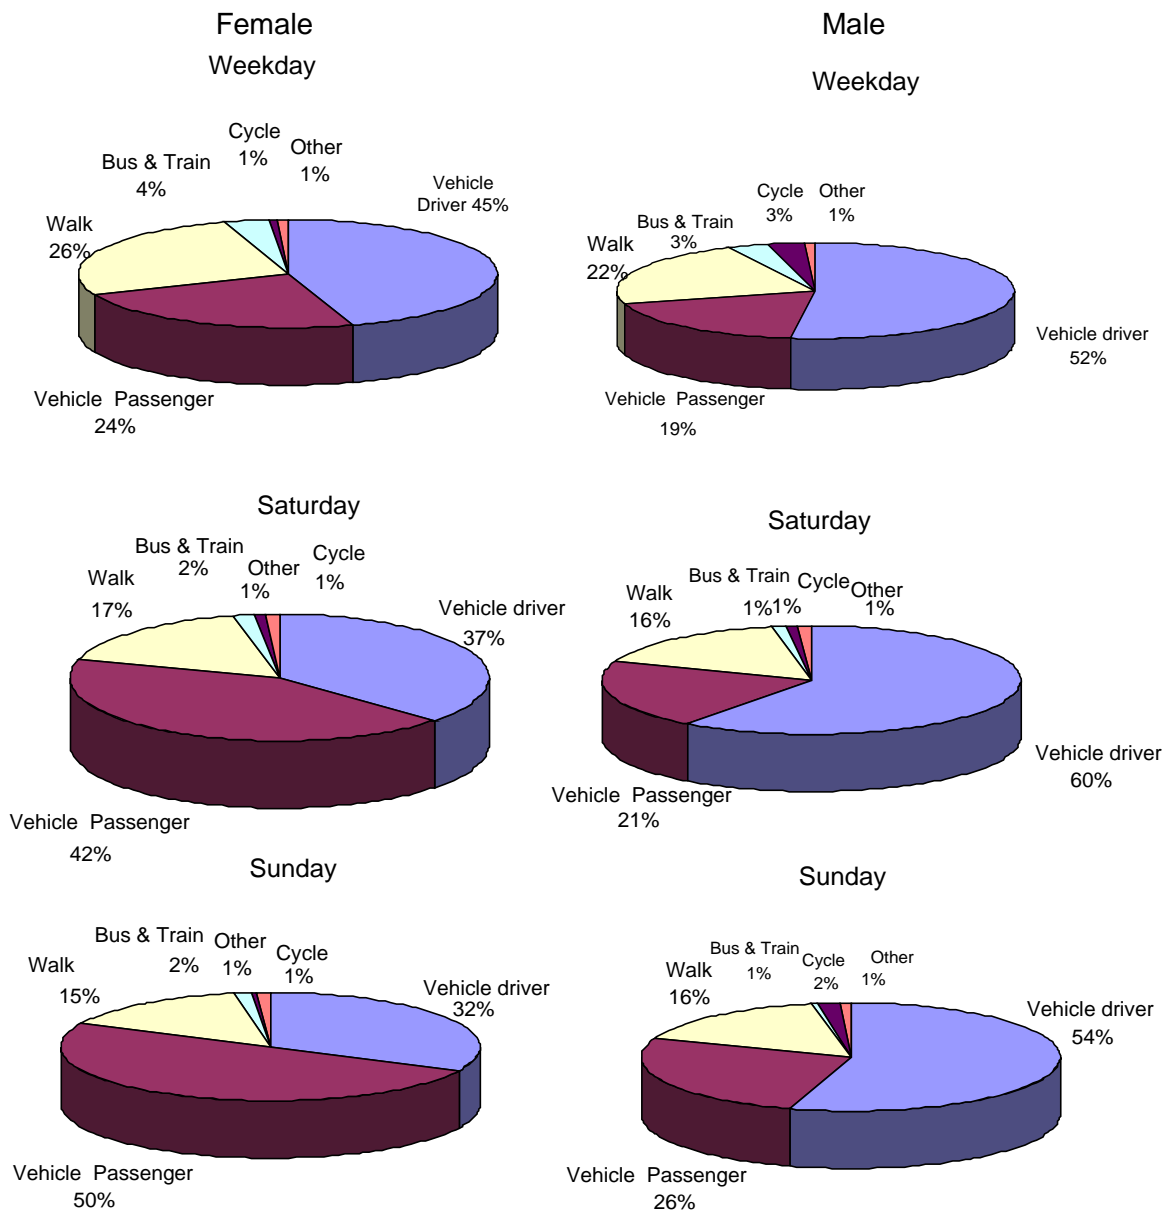 Female
Weekday
Cycle
1%
Other
1%
Bus & Train
4%
Vehicle
Driver 45%
Walk
26%
Vehicle Passenger
24%
Male
Weekday
Cycle
3%
Other
1%
Bus & Train
3%
Walk
22%
Vehicle driver
52%
Vehicle Passenger
19%
Saturday
Bus & Train
2%
Other
1%
Cycle
1%
Walk
17%
Vehicle driver
37%
Vehicle Passenger
42%
Saturday
Bus & Train
1%
Cycle
1%
Other
1%
Walk
16%
Vehicle driver
60%
Vehicle Passenger
21%
Sunday
Bus & Train
2%
Other
1%
Cycle
1%
Walk
15%
Vehicle driver
32%
Vehicle Passenger
50%
Sunday
Bus & Train
1%
Cycle
2%
Other
1%
Walk
16%
Vehicle driver
54%
Vehicle Passenger
26%